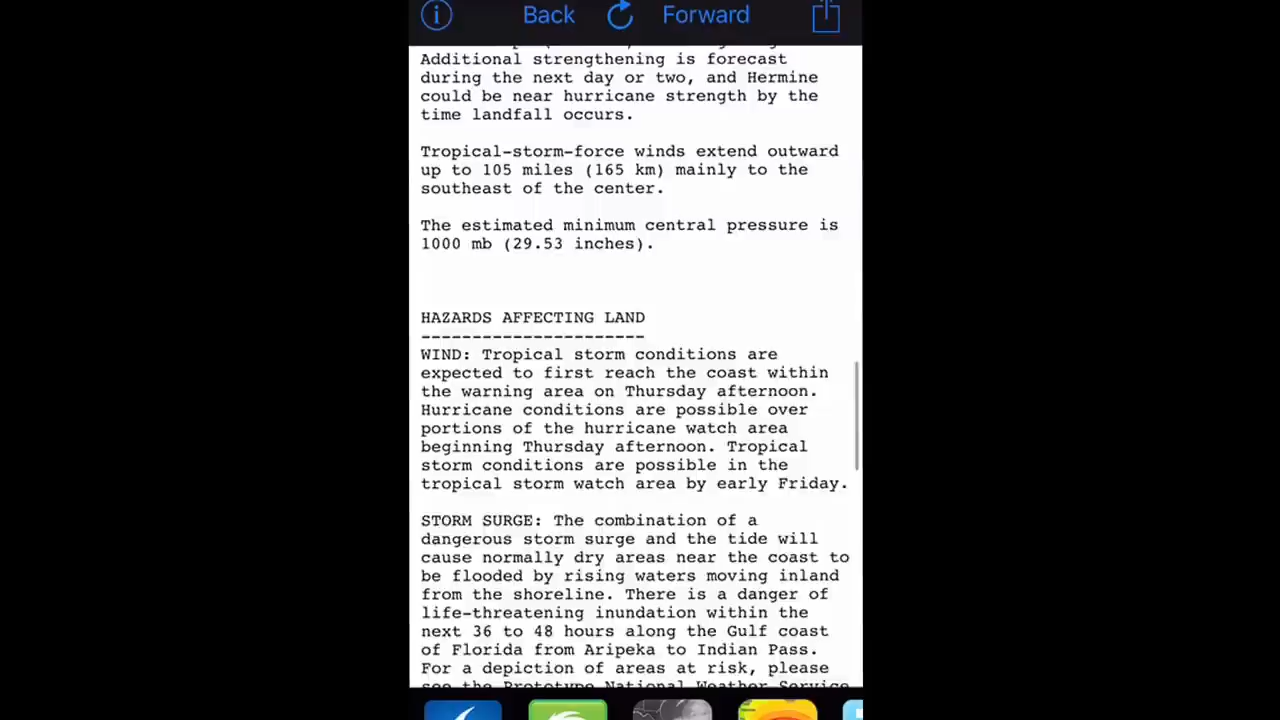 Back
Forward
Additional strengthening is forecast
during the next day or two, and Hermine
could be near hurricane strength by the
time landfall occurs.
Tropical-storm-force winds extend outward
up to 105 miles (165 km) mainly to the
southeast of the center.
The estimated minimum central pressure is
1000 mb (29.53 inches).
HAZARDS AFFECTING LAND
----------------------
WIND: Tropical storm conditions are
expected to first reach the coast within
the warning area on Thursday afternoon.
Hurricane conditions are possible over
portions of the hurricane watch area
beginning Thursday afternoon. Tropical
storm conditions are possible in the
tropical storm watch area by early Friday.
STORM SURGE: The combination of a
dangerous storm surge and the tide will
cause normally dry areas near the coast to
be flooded by rising waters moving inland
from the shoreline. There is a danger of
life-threatening inundation within the
next 36 to 48 hours along the Gulf coast
of Florida from Aripeka to Indian Pass.
For a depiction of areas at risk, please
see the Prototype National Weather Service